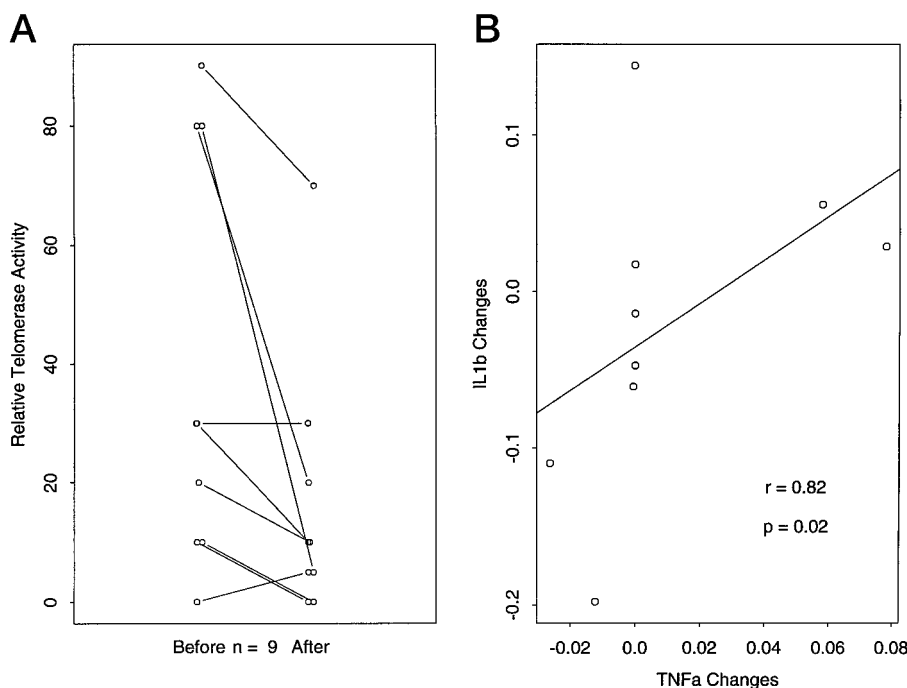 A
Relative Telomerase Activity
80
60
40
20
0
Before n = 9 After
B
IL1b Changes
0.1
0.0
-0.1
-0.2
r = 0.82
p = 0.02
-0.02 0.0 0.02 0.04 0.06 0.08
TNFa Changes